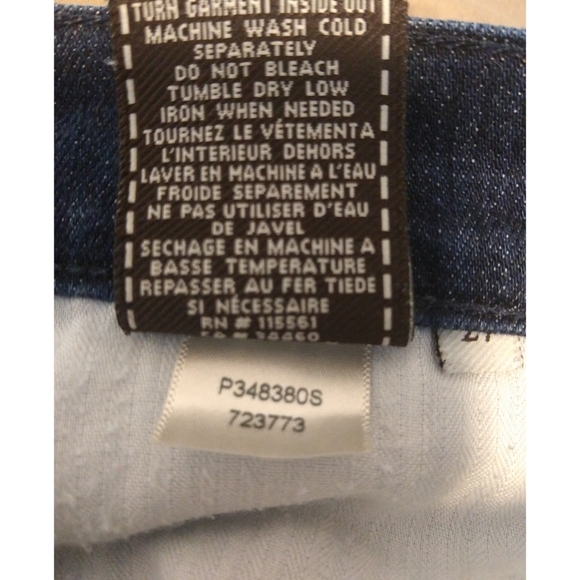 TURN GARMENT INSIDE OUT
MACHINE WASH COLD
SEPARATELY
DO NOT BLEACH
TUMBLE DRY LOW
IRON WHEN NEEDED
TOURNEZ LE VÊTEMENTA
L'INTERIEUR DEHORS
LAVER EN MACHINE A L'EAU
FROIDE SEPAREMENT
NE PAS UTILISER D'EAU
DE JAVEL
SECHAGE EN MACHINE A
BASSE TEMPERATURE
REPASSER AU FER TIEDE
SI NÉCESSAIRE
RN # 115561
P348380S
723773